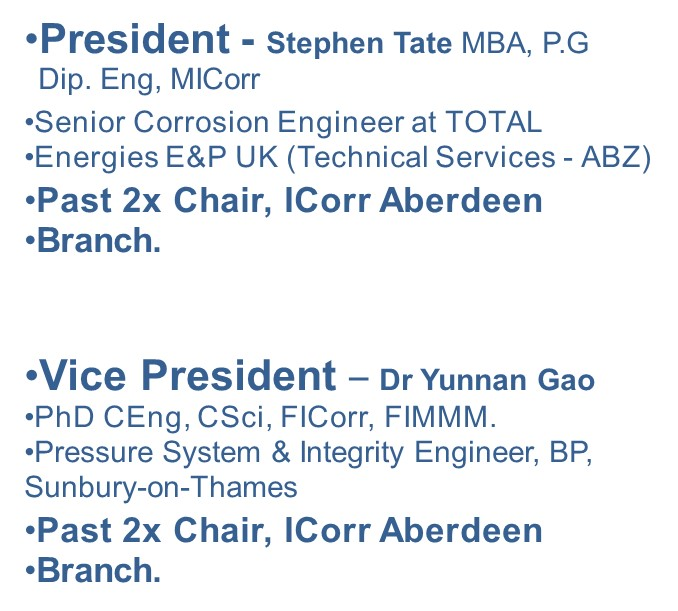 •President - Stephen Tate MBA, P.G
Dip. Eng, MICorr
•Senior Corrosion Engineer at TOTAL
•Energies E&P UK (Technical Services - ABZ)
•Past 2x Chair, ICorr Aberdeen
•Branch.
•Vice President – Dr Yunnan Gao
•PhD CEng, CSci, FICorr, FIMMM.
•Pressure System & Integrity Engineer, BP,
Sunbury-on-Thames
•Past 2x Chair, ICorr Aberdeen
•Branch.